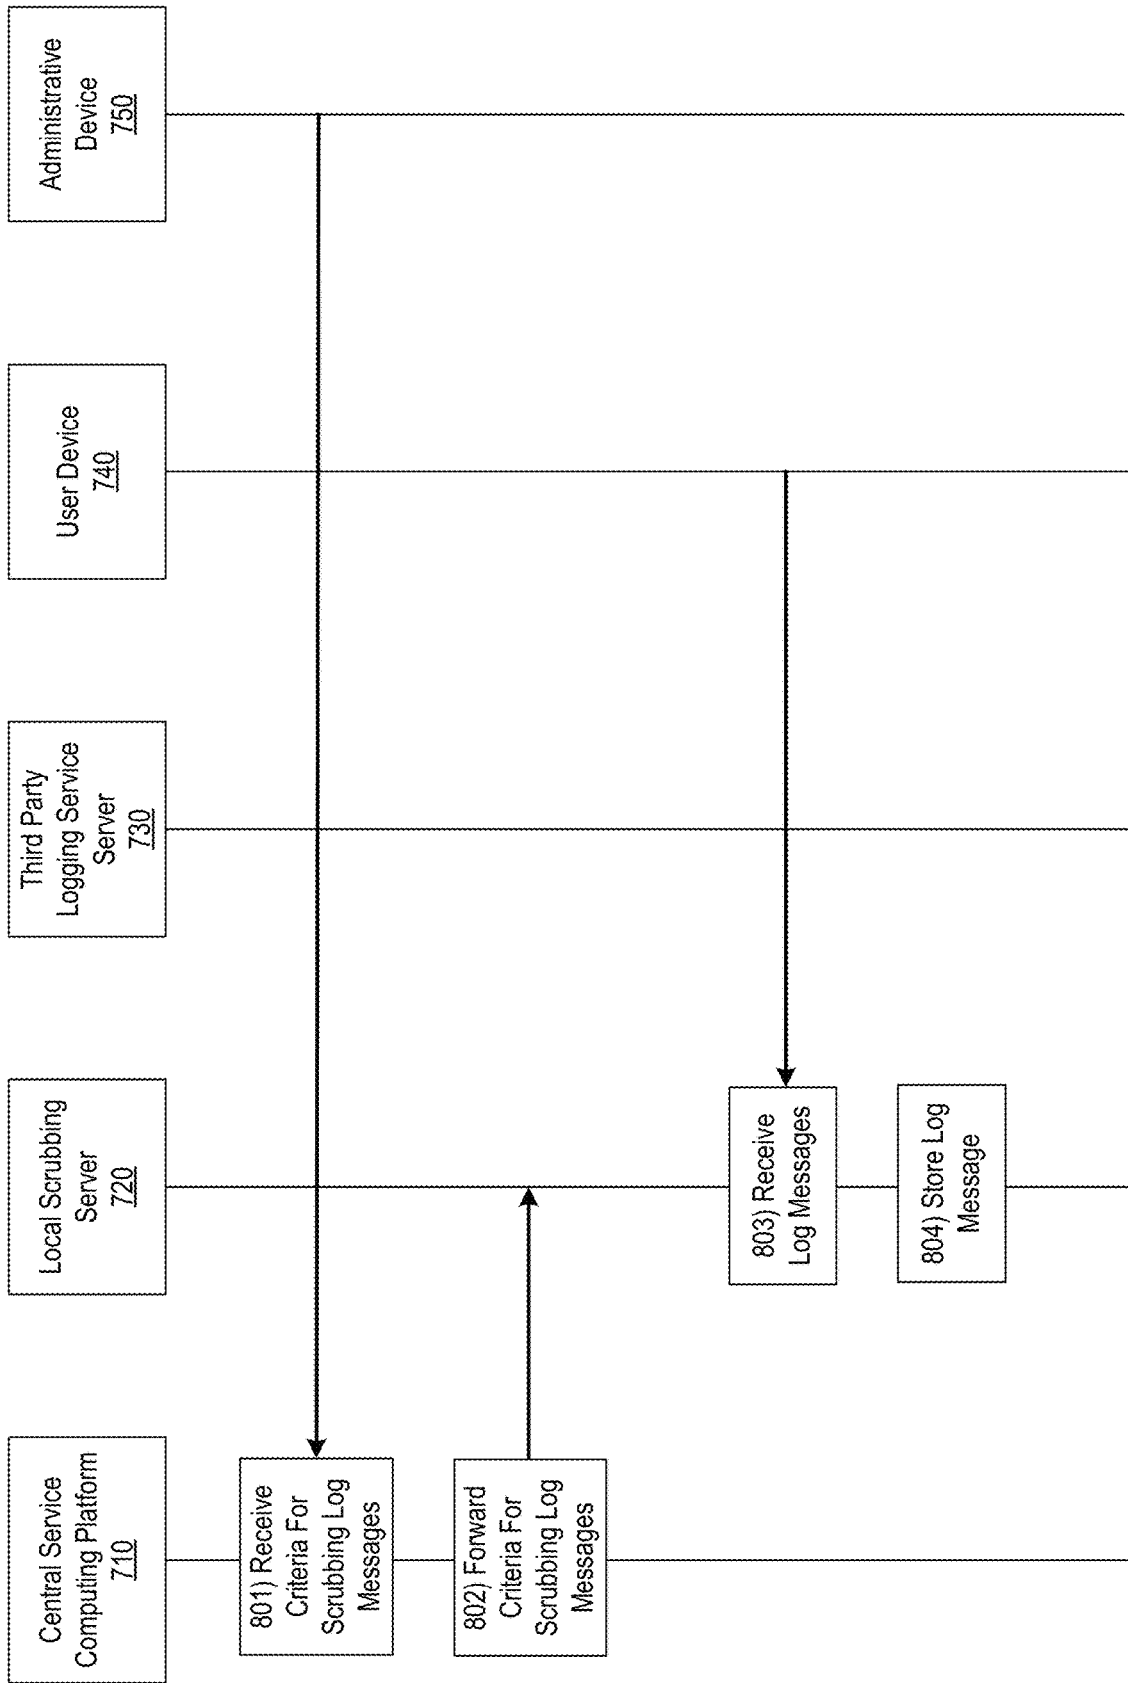 Central Service
Computing Platform
710
Local Scrubbing
Server
720
Third Party
Logging Service
Server
730
User Device
740
Administrative
Device
750
801) Receive
Criteria For
Scrubbing Log
Messages
802) Forward
Criteria For
Scrubbing Log
Messages
803) Receive
Log Messages
804) Store Log
Message